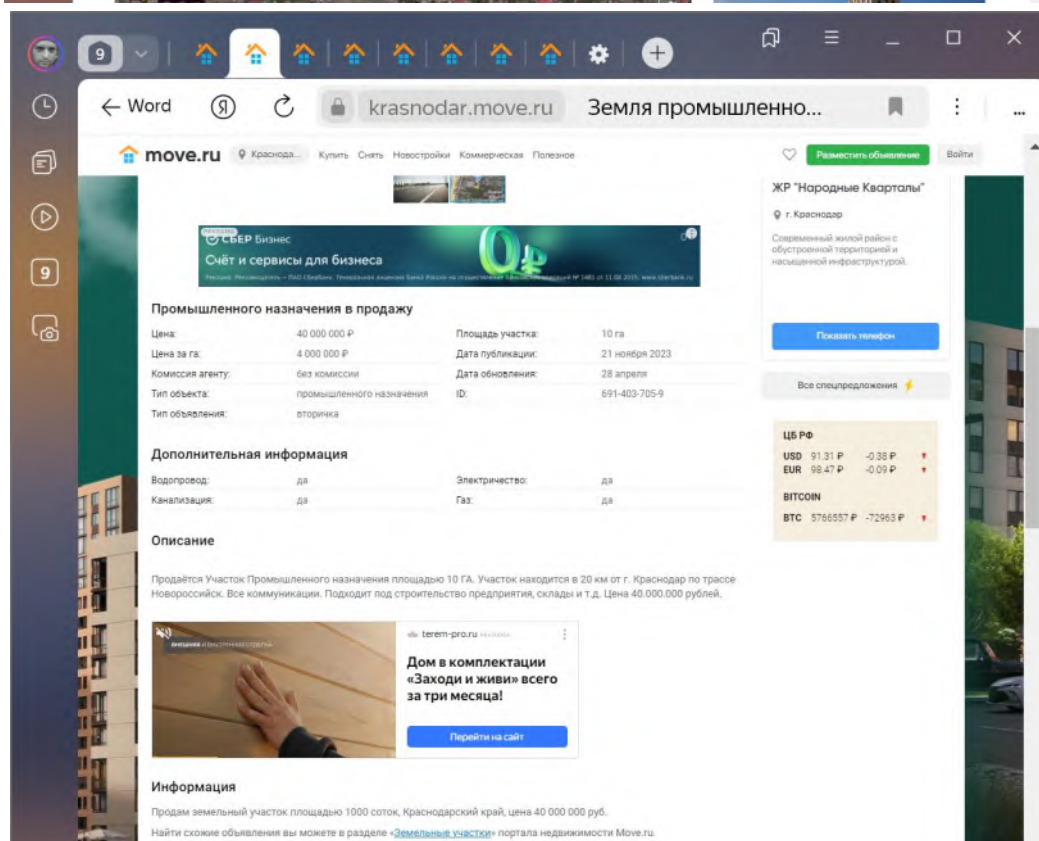 9
← Word Я krasnodar.move.ru Земля промышленно...
move.ru Краснода... Купить Снять Новостройки Коммерческая Полезное Разместить объявление Войти
9
ЖР "Народные Кварталы"
г. Краснодар
Современный жилой район с
обустроенной территорией и
насыщенной инфраструктурой.
Показать телефон
Все спецпредложения
СБЕР Бизнес
Счёт и сервисы для бизнеса
0₽
Промышленного назначения в продажу
Цена: 40 000 000 ₽ Площадь участка: 10 га
Цена за га: 4 000 000 ₽ Дата публикации: 21 ноября 2023
Комиссия агенту: без комиссии Дата обновления: 28 апреля
Тип объекта: промышленного назначения ID: 691-403-705-9
Тип объявления: вторичка
ЦБ РФ
USD 91.31 ₽ -0.38 ₽
EUR 98.47 ₽ -0.09 ₽
BITCOIN
BTC 5766557 ₽ -72963 ₽
Дополнительная информация
Водопровод: да Электричество: да
Канализация: да Газ: да
Описание
Продаётся Участок Промышленного назначения площадью 10 ГА. Участок находится в 20 км от г. Краснодар по трассе
Новороссийск. Все коммуникации. Подходит под строительство предприятия, склады и т.д. Цена 40.000.000 рублей.
terem-pro.ru
Дом в комплектации
«Заходи и живи» всего
за три месяца!
Перейти на сайт
Информация
Продам земельный участок площадью 1000 соток, Краснодарский край, цена 40 000 000 руб.
Найти схожие объявления вы можете в разделе «Земельные участки» портала недвижимости Move.ru.